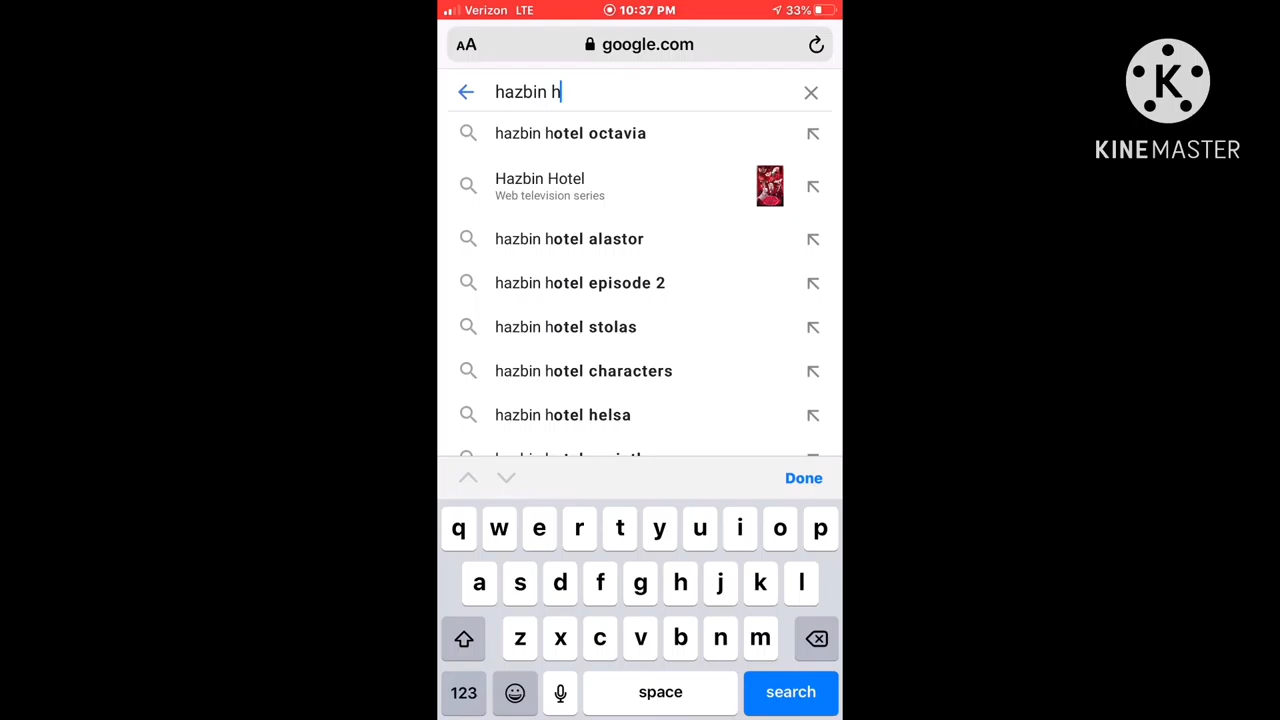 Verizon LTE 10:37 PM 33%
AA google.com
hazbin h
hazbin hotel octavia
Hazbin Hotel
Web television series
hazbin hotel alastor
hazbin hotel episode 2
hazbin hotel stolas
hazbin hotel characters
hazbin hotel helsa
Done
q w e r t y u i o p
a s d f g h j k l
z x c v b n m
123 space search
K
KINEMASTER